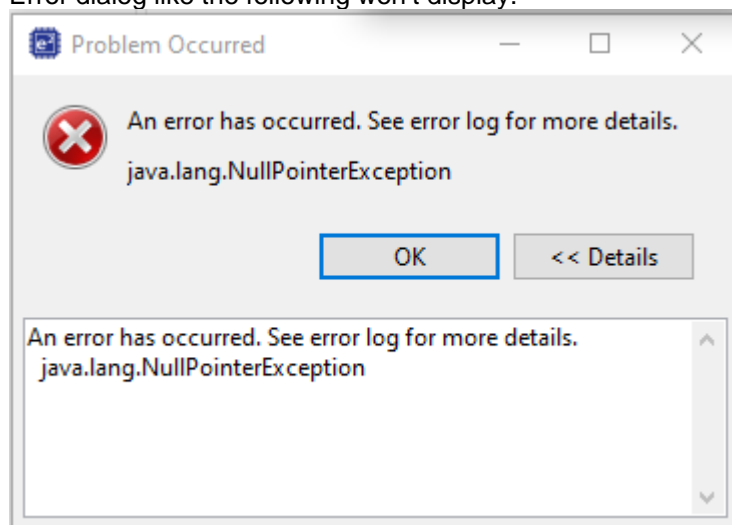 Error dialog like the following won't display.
Problem Occurred
An error has occurred. See error log for more details.
java.lang.NullPointerException
OK
<< Details
An error has occurred. See error log for more details.
java.lang.NullPointerException